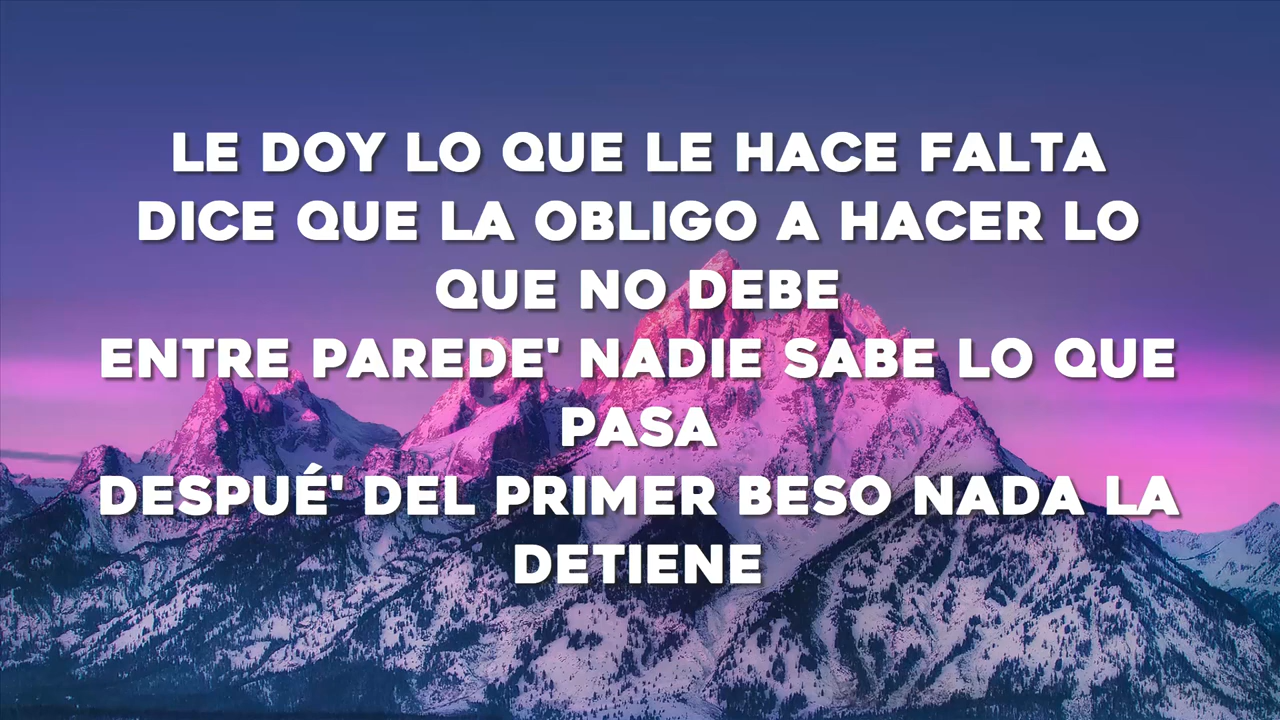 LE DOY LO QUE LE HACE FALTA
DICE QUE LA OBLIGO A HACER LO
QUE NO DEBE
ENTRE PAREDE' NADIE SABE LO QUE
PASA
DESPUÉ' DEL PRIMER BESO NADA LA
DETIENE